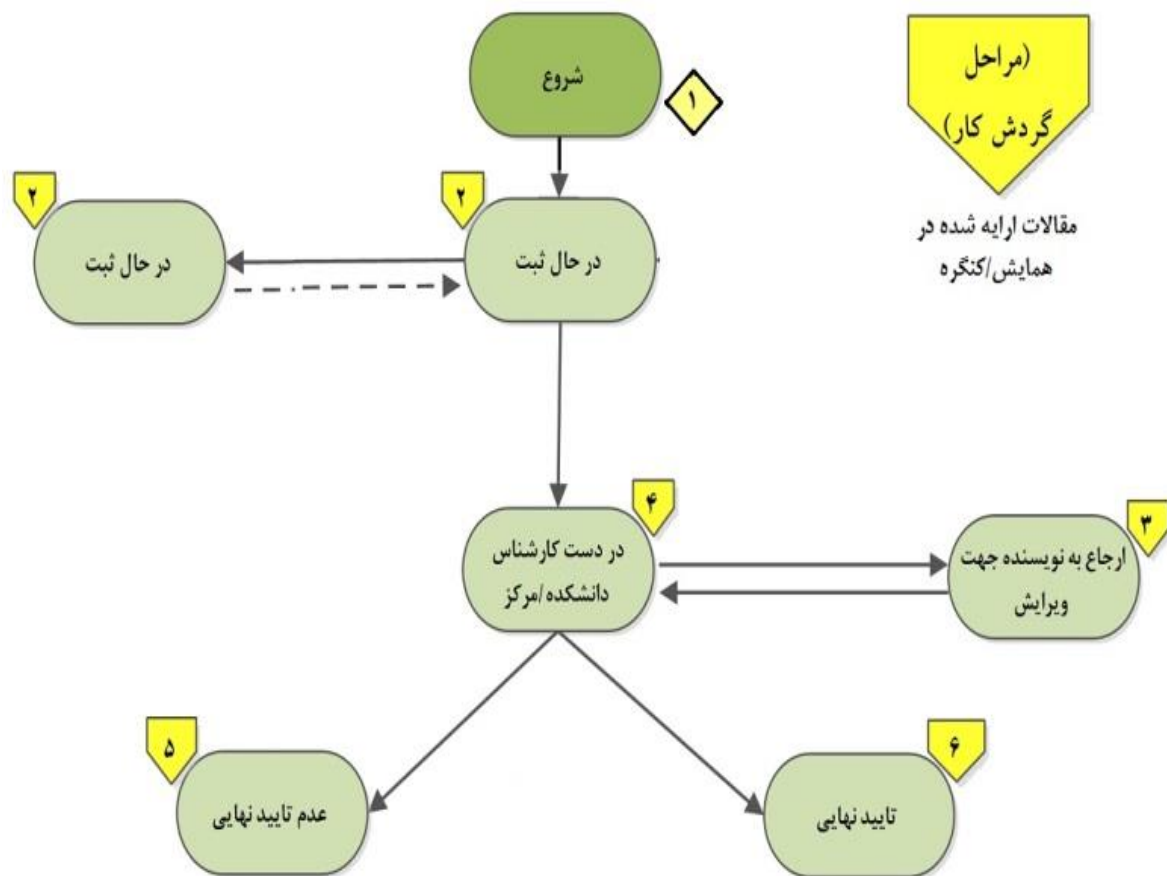 (مراحل
گردش کار)
مقالات ارایه شده در
همایش/کنگره
شروع
۱
۲
در حال ثبت
۲
در حال ثبت
۴
در دست کارشناس
دانشکده/مرکز
۳
ارجاع به نویسنده جهت
ویرایش
۶
تایید نهایی
۵
عدم تایید نهایی